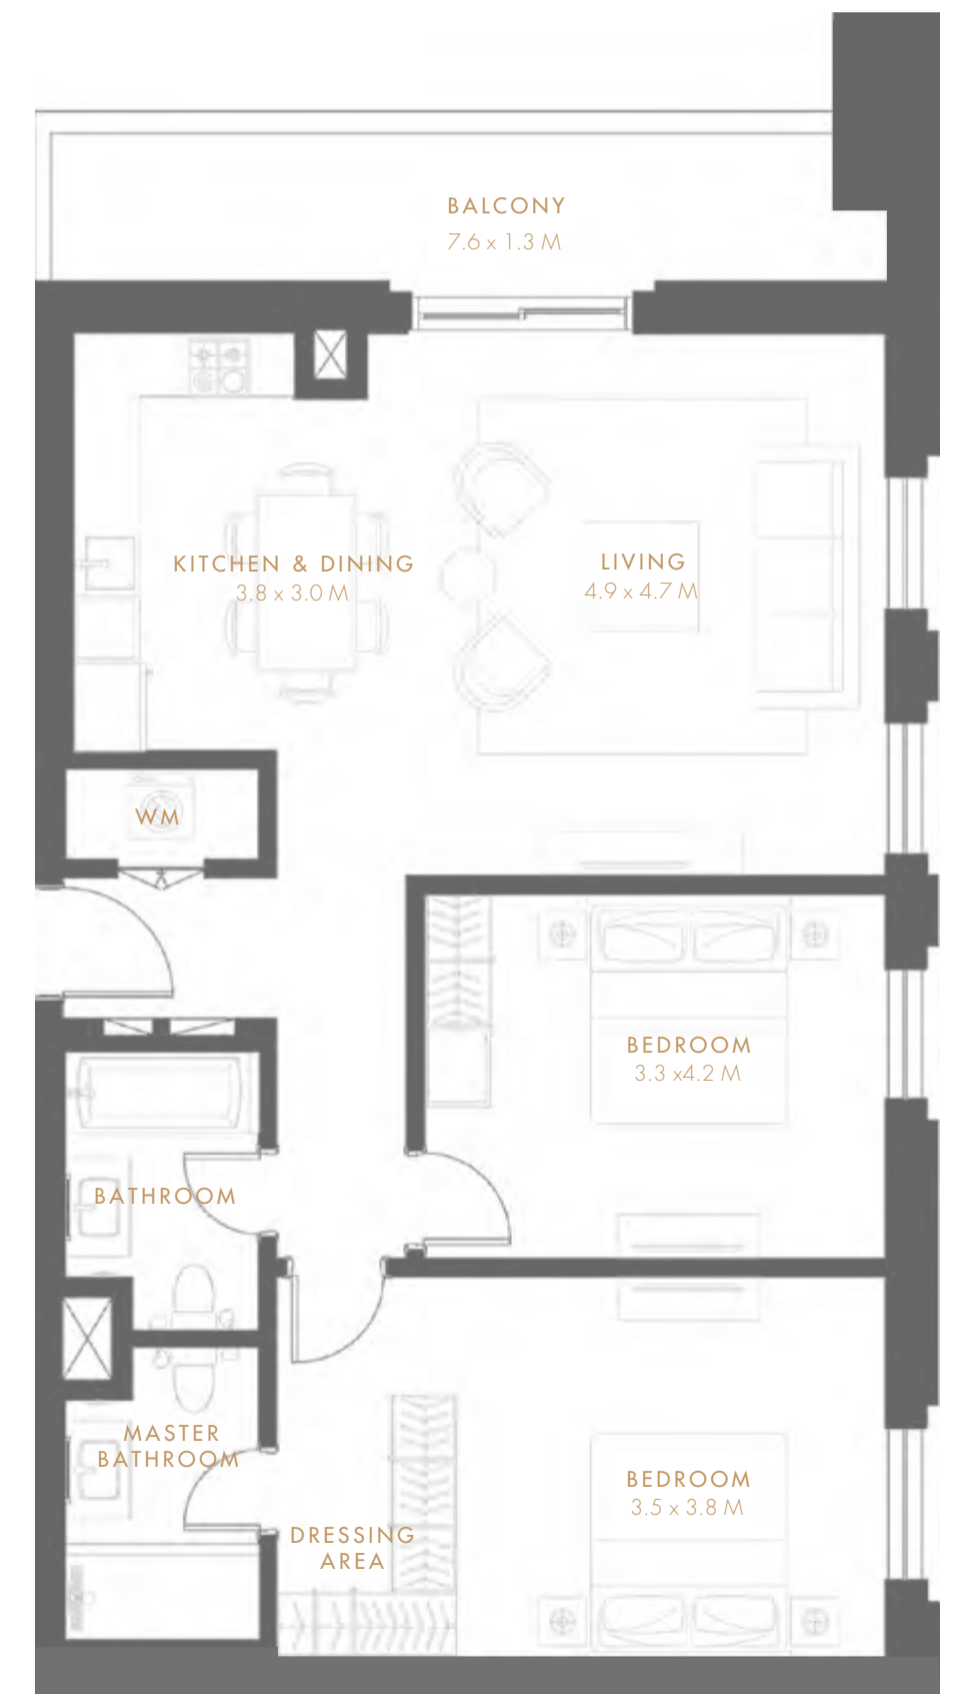 BALCONY
7.6 x 1.3 M
KITCHEN & DINING
3.8 x 3.0 M
LIVING
4.9 x 4.7 M
WM
BEDROOM
3.3 x4.2 M
BATHROOM
MASTER
BATHROOM
BEDROOM
3.5 x 3.8 M
DRESSING
AREA